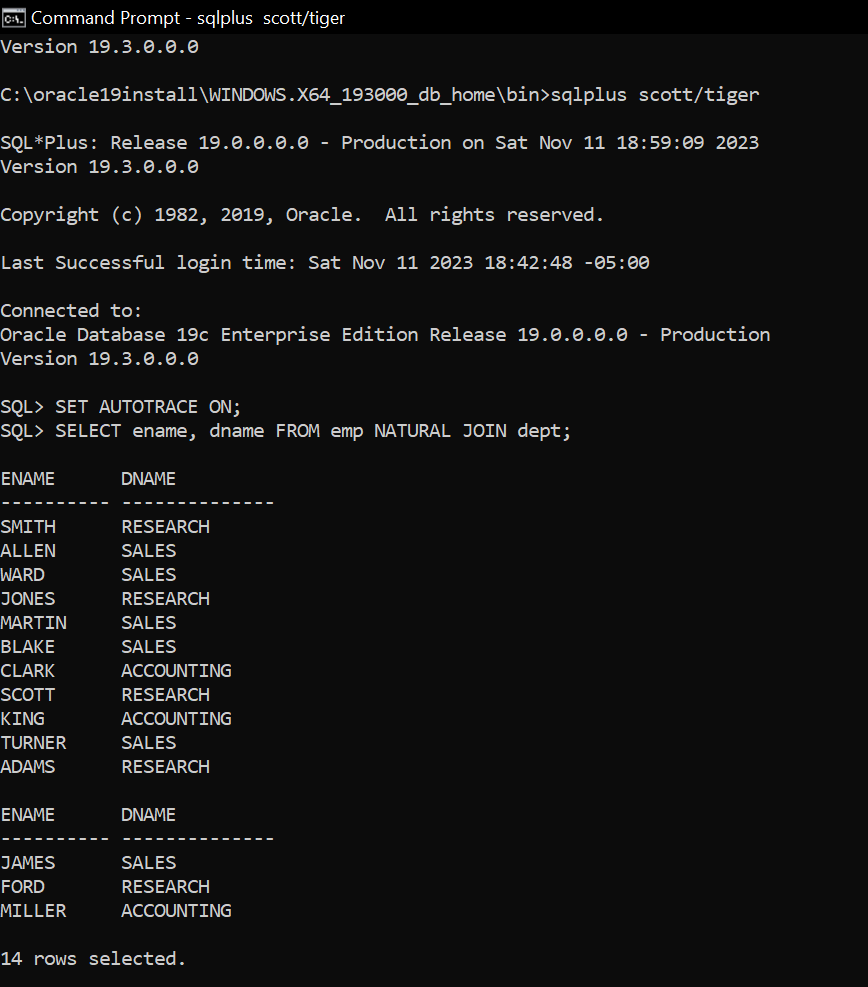 Command Prompt - sqlplus  scott/tiger
Version 19.3.0.0.0
C:\oracle19install\WINDOWS.X64_193000_db_home\bin>sqlplus scott/tiger
SQL*Plus: Release 19.0.0.0.0 - Production on Sat Nov 11 18:59:09 2023
Version 19.3.0.0.0
Copyright (c) 1982, 2019, Oracle.  All rights reserved.
Last Successful login time: Sat Nov 11 2023 18:42:48 -05:00
Connected to:
Oracle Database 19c Enterprise Edition Release 19.0.0.0.0 - Production
Version 19.3.0.0.0
SQL> SET AUTOTRACE ON;
SQL> SELECT ename, dname FROM emp NATURAL JOIN dept;
ENAME      DNAME
---------- --------------
SMITH      RESEARCH
ALLEN      SALES
WARD       SALES
JONES      RESEARCH
MARTIN     SALES
BLAKE      SALES
CLARK      ACCOUNTING
SCOTT      RESEARCH
KING       ACCOUNTING
TURNER     SALES
ADAMS      RESEARCH
ENAME      DNAME
---------- --------------
JAMES      SALES
FORD       RESEARCH
MILLER     ACCOUNTING
14 rows selected.